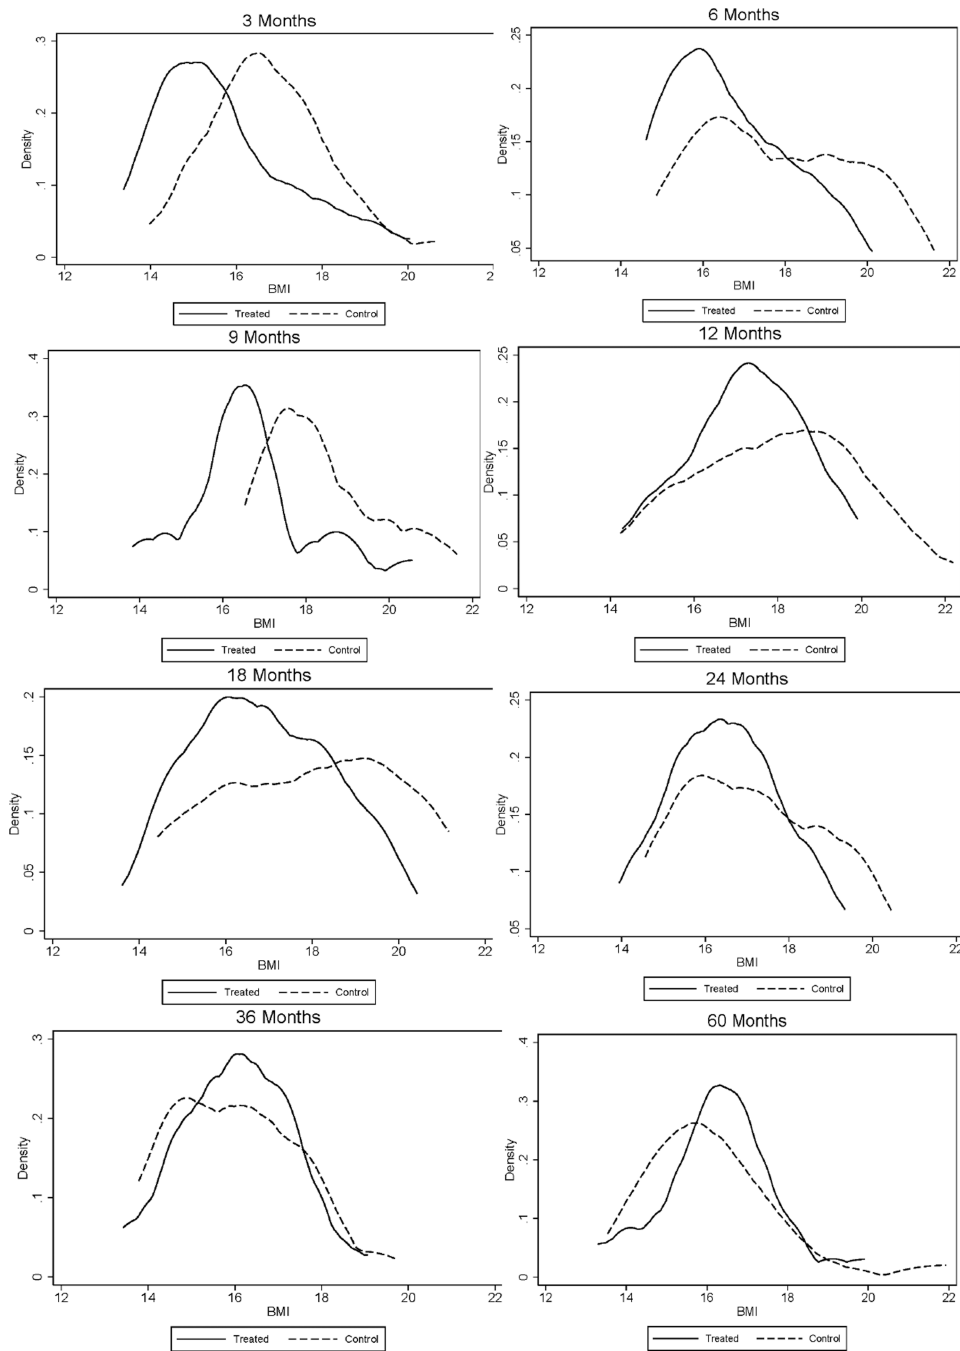 3 Months
Density
0 .1 .2 .3
12 14 16 18 20 2
BMI
Treated Control
6 Months
Density
.05 .1 .15 .2 .25
12 14 16 18 20 22
BMI
Treated Control
9 Months
Density
0 .1 .2 .3 .4
12 14 16 18 20 22
BMI
Treated Control
12 Months
Density
0 .05 .1 .15 .2 .25
12 14 16 18 20 22
BMI
Treated Control
18 Months
Density
0 .05 .1 .15 .2
12 14 16 18 20 22
BMI
Treated Control
24 Months
Density
.05 .1 .15 .2 .25
12 14 16 18 20 22
BMI
Treated Control
36 Months
Density
0 .1 .2 .3
12 14 16 18 20 22
BMI
Treated Control
60 Months
Density
0 .1 .2 .3 .4
12 14 16 18 20 22
BMI
Treated Control